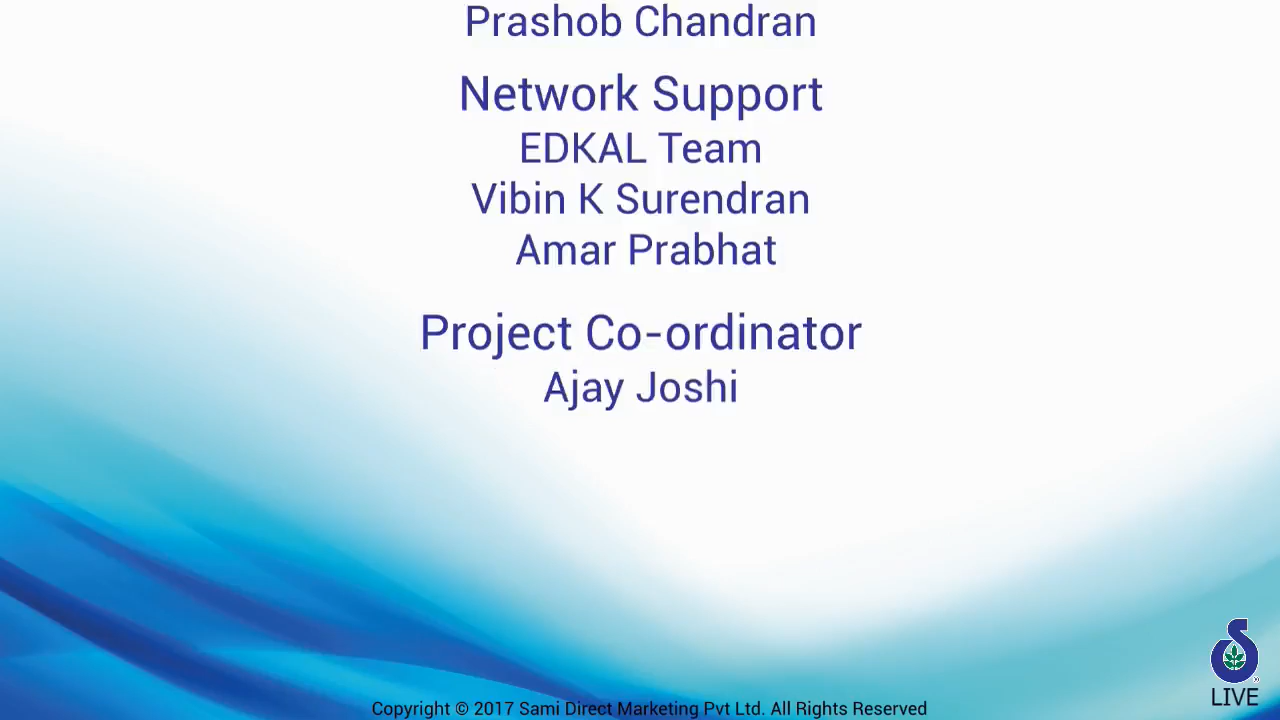 Prashob Chandran
Network Support
EDKAL Team
Vibin K Surendran
Amar Prabhat
Project Co-ordinator
Ajay Joshi
LIVE
Copyright © 2017 Sami Direct Marketing Pvt Ltd. All Rights Reserved